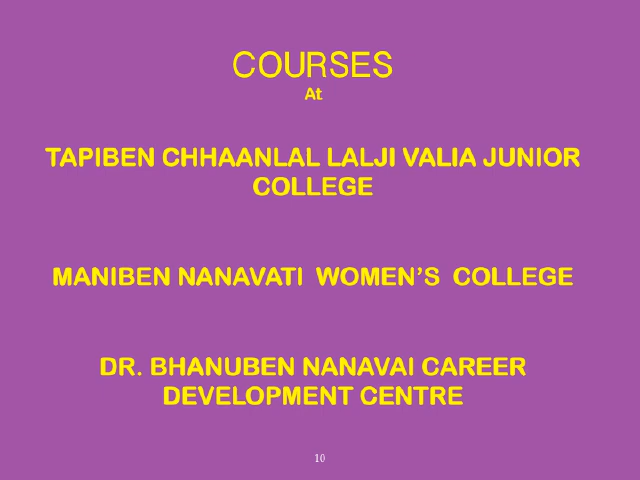 COURSES
At
TAPIBEN CHHAANLAL LALJI VALIA JUNIOR
COLLEGE
MANIBEN NANAVATI WOMEN'S COLLEGE
DR. BHANUBEN NANAVAI CAREER
DEVELOPMENT CENTRE
10